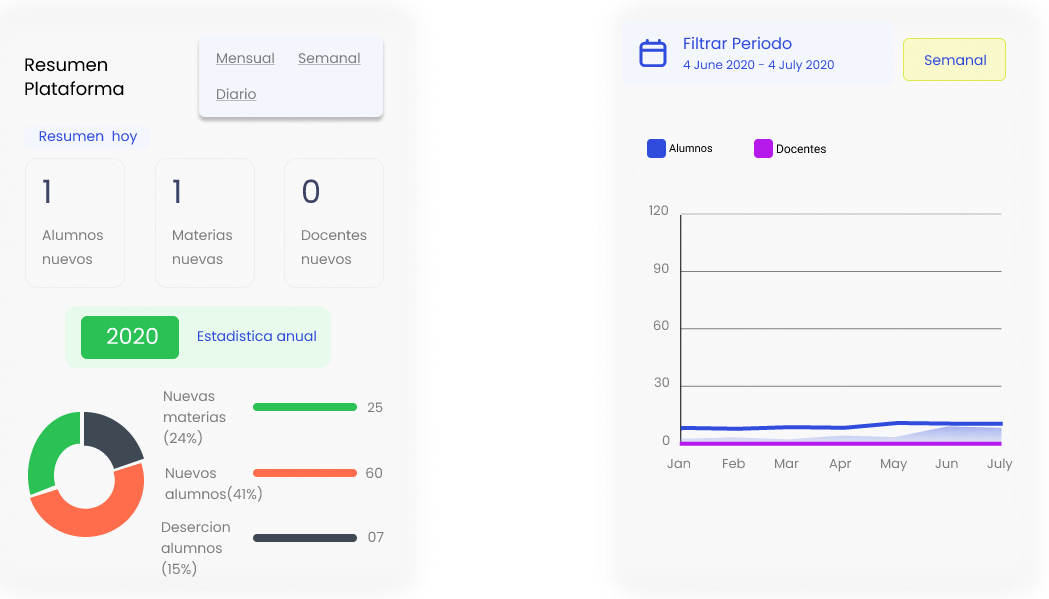 Resumen
Plataforma
Mensual Semanal
Diario
Resumen hoy
1
Alumnos
nuevos
1
Materias
nuevas
0
Docentes
nuevos
2020 Estadistica anual
Nuevas
materias
(24%)
25
Nuevos
alumnos(41%)
60
Desercion
alumnos
(15%)
07
Filtrar Periodo
4 June 2020 - 4 July 2020
Semanal
Alumnos Docentes
120
90
60
30
0
Jan Feb Mar Apr May Jun July